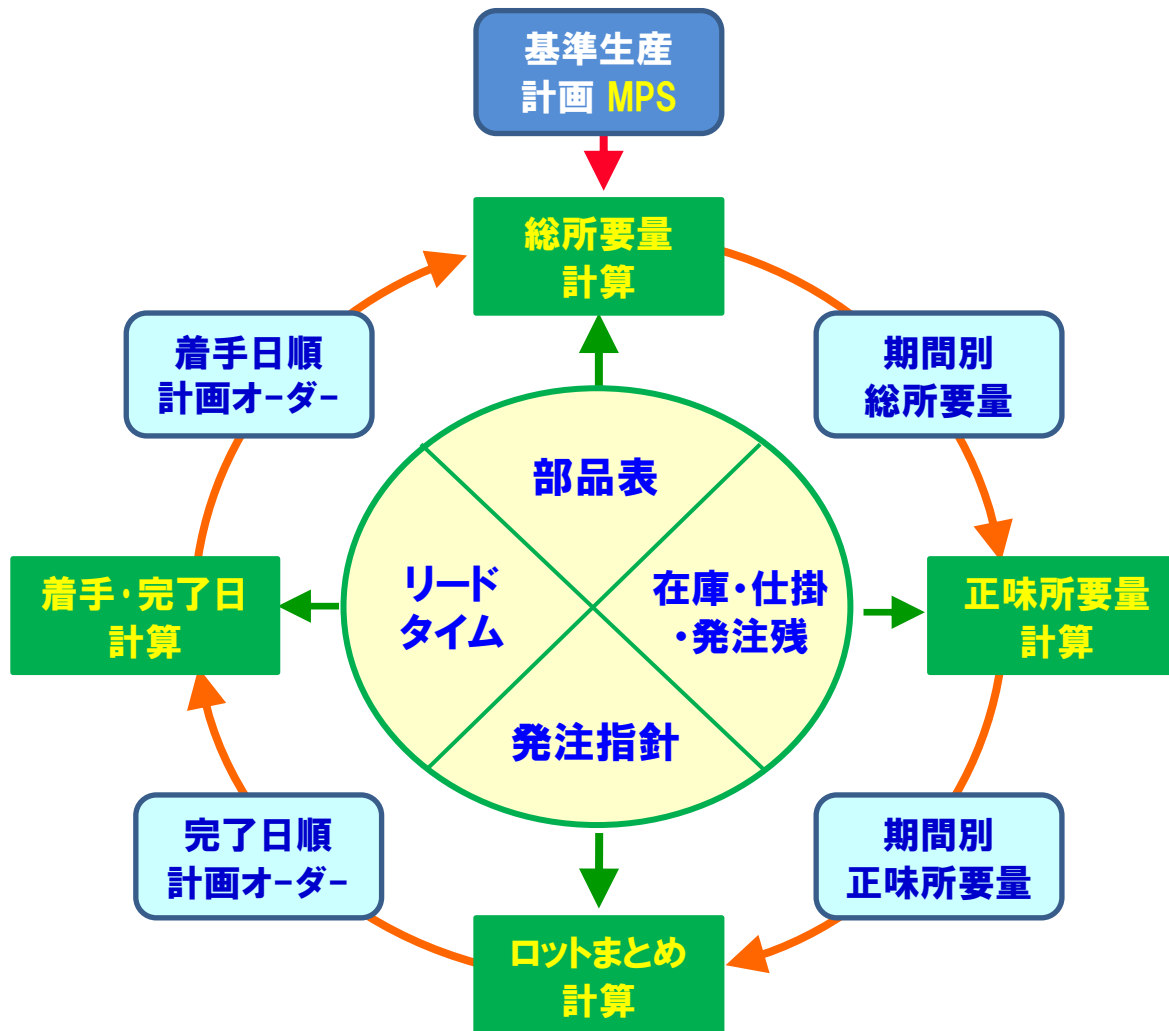 基準生産
計画 MPS
総所要量
計算
着手日順
計画オーダー
期間別
総所要量
部品表
リード
タイム
在庫・仕掛
・発注残
着手・完了日
計算
正味所要量
計算
発注指針
完了日順
計画オーダー
期間別
正味所要量
ロットまとめ
計算